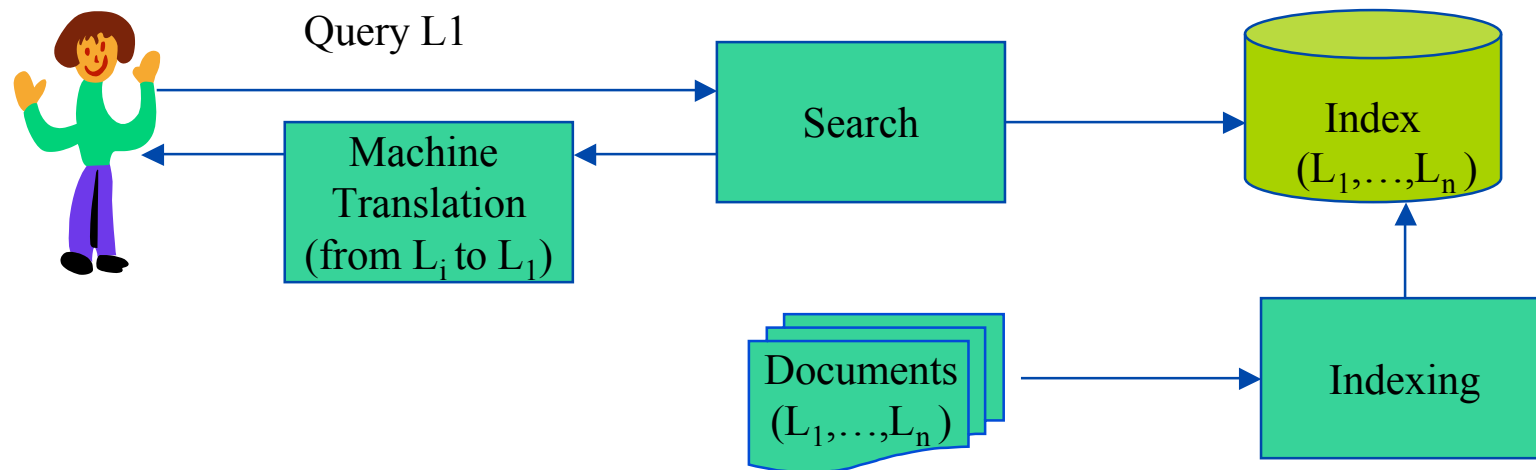 Query L1
Search
Index
(L₁,…,Lₙ)
Machine
Translation
(from Lᵢ to L₁)
Documents
(L₁,…,Lₙ)
Indexing